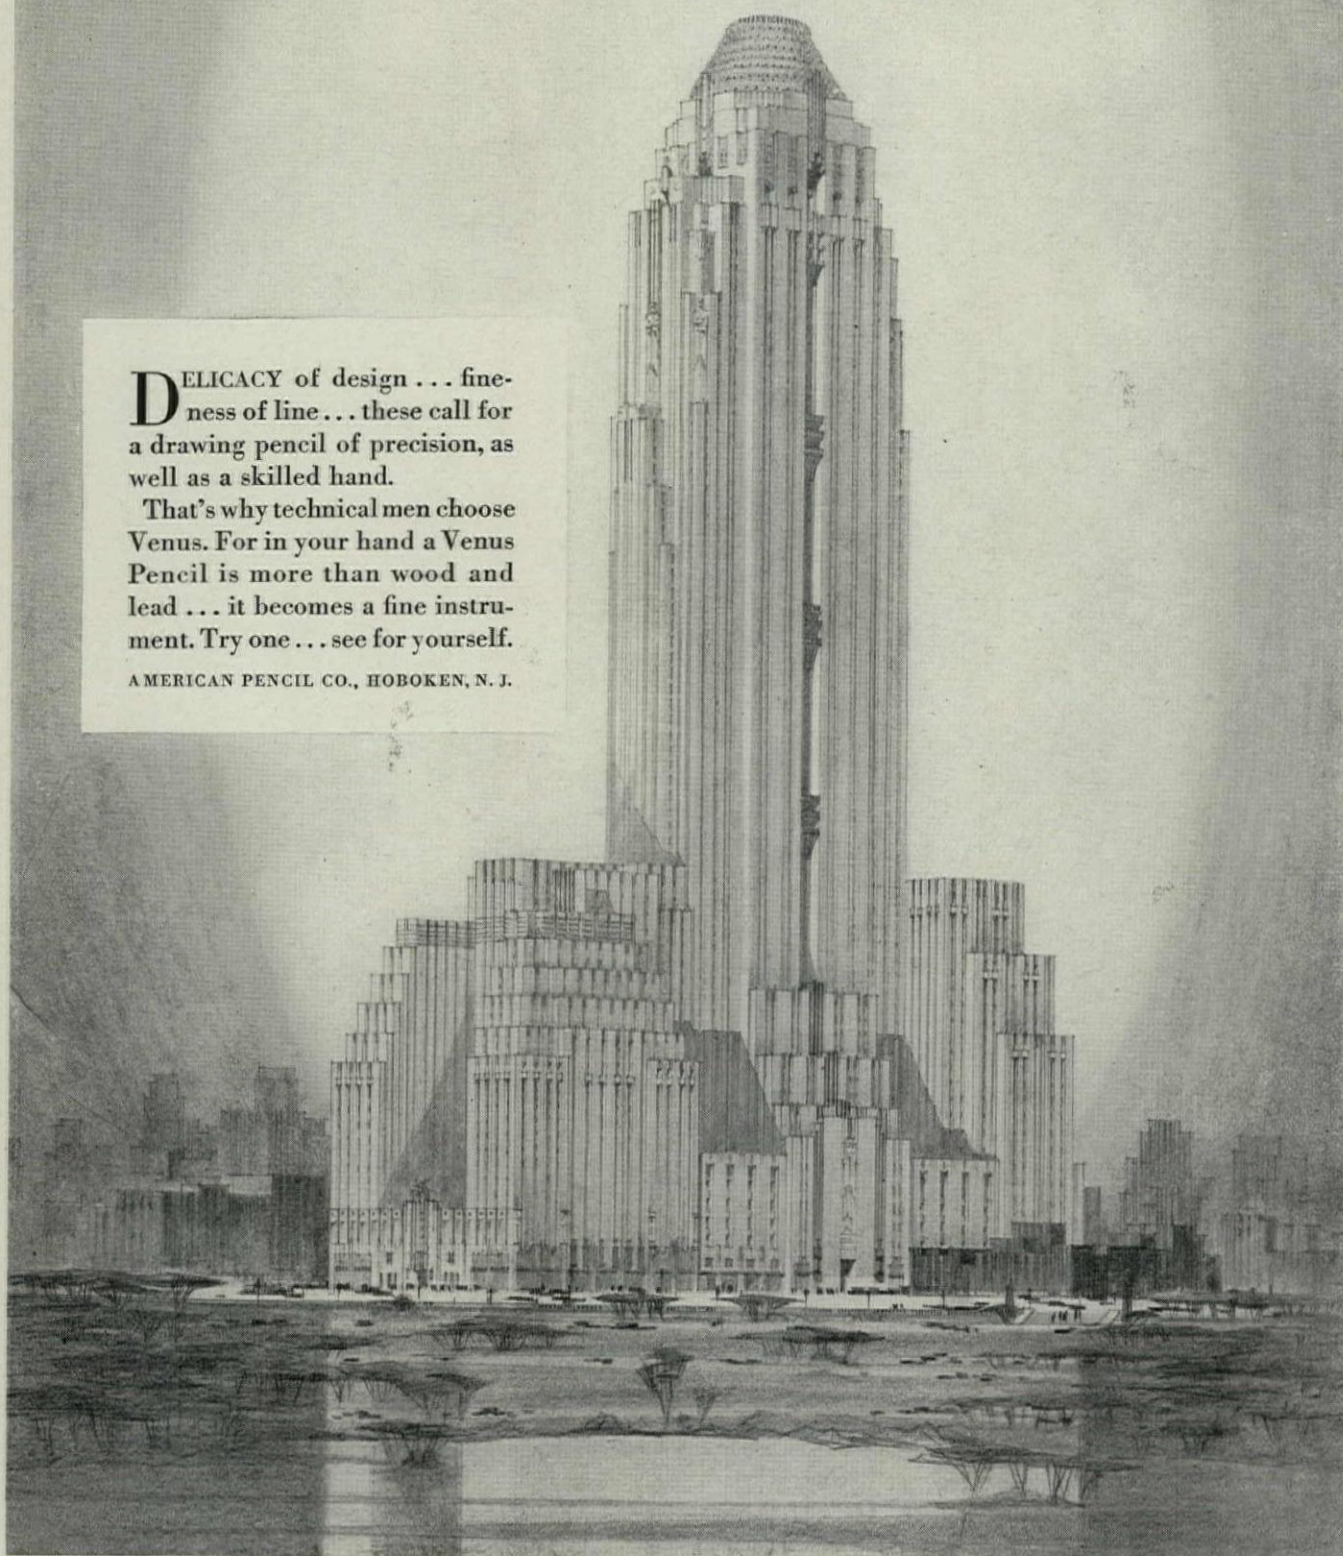 DELICACY of design ... fine-
ness of line ... these call for
a drawing pencil of precision, as
well as a skilled hand.
That's why technical men choose
Venus. For in your hand a Venus
Pencil is more than wood and
lead ... it becomes a fine instru-
ment. Try one ... see for yourself.
AMERICAN PENCIL CO., HOBOKEN, N. J.